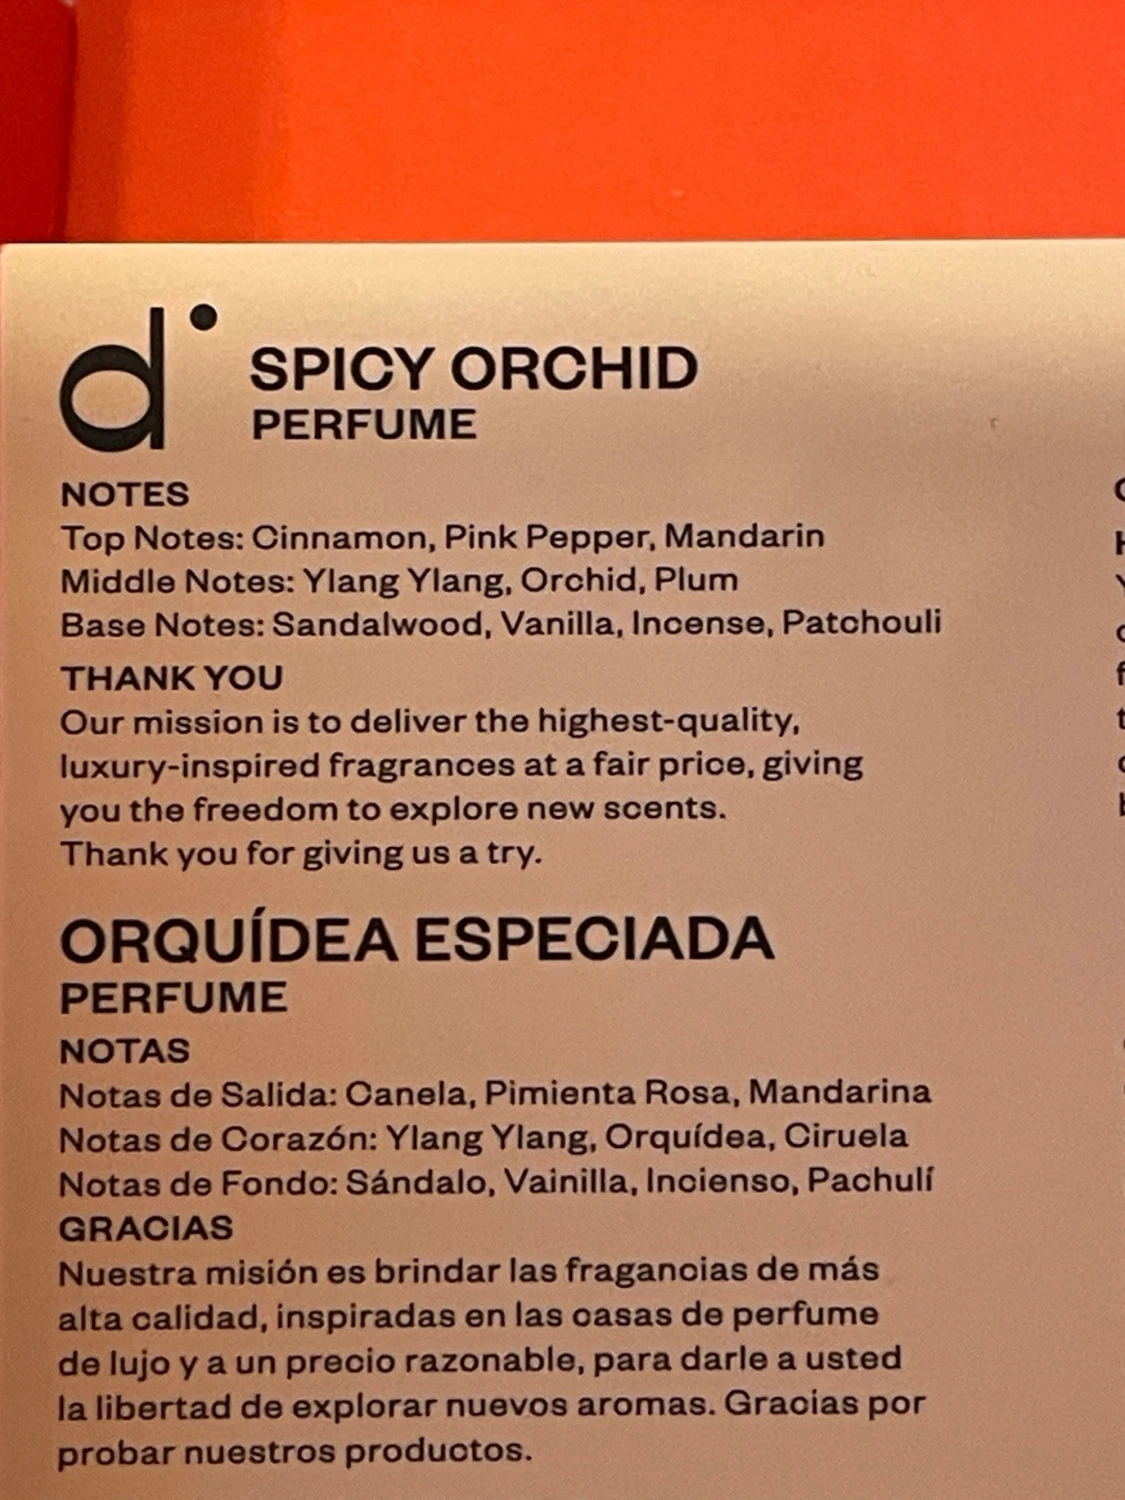 d•
SPICY ORCHID
PERFUME
NOTES
Top Notes: Cinnamon, Pink Pepper, Mandarin
Middle Notes: Ylang Ylang, Orchid, Plum
Base Notes: Sandalwood, Vanilla, Incense, Patchouli
THANK YOU
Our mission is to deliver the highest-quality,
luxury-inspired fragrances at a fair price, giving
you the freedom to explore new scents.
Thank you for giving us a try.
ORQUÍDEA ESPECIADA
PERFUME
NOTAS
Notas de Salida: Canela, Pimienta Rosa, Mandarina
Notas de Corazón: Ylang Ylang, Orquídea, Ciruela
Notas de Fondo: Sándalo, Vainilla, Incienso, Pachulí
GRACIAS
Nuestra misión es brindar las fragancias de más
alta calidad, inspiradas en las casas de perfume
de lujo y a un precio razonable, para darle a usted
la libertad de explorar nuevos aromas. Gracias por
probar nuestros productos.